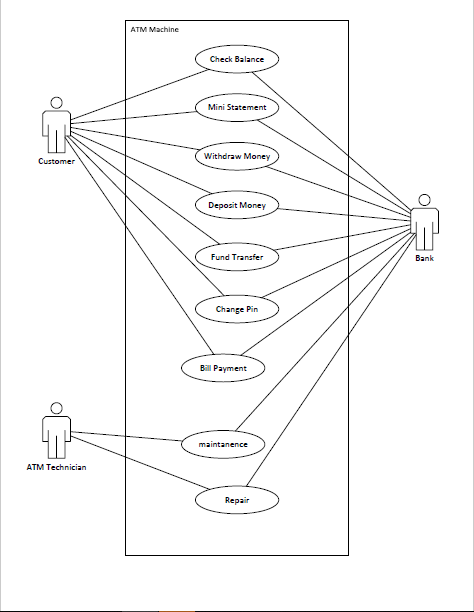 ATM Machine
Check Balance
Mini Statement
Customer
Withdraw Money
Deposit Money
Fund Transfer
Bank
Change Pin
Bill Payment
maintanence
ATM Technician
Repair